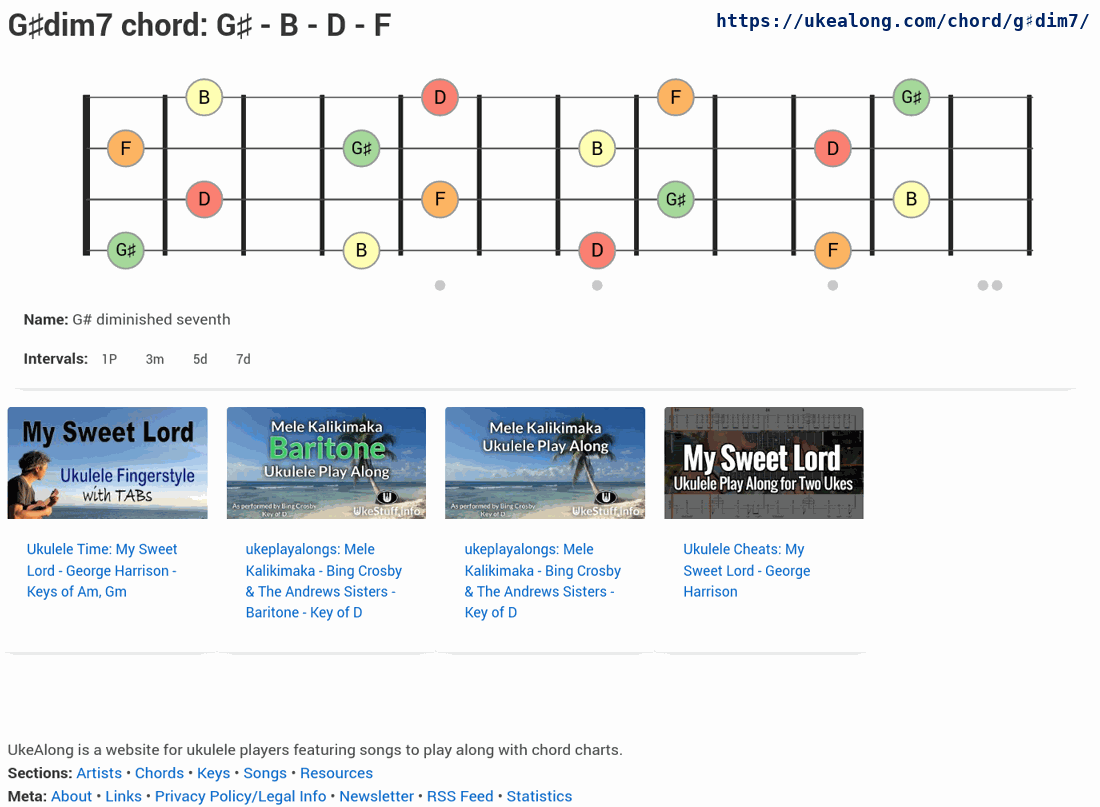 G♯dim7 chord: G♯ - B - D - F
https://ukealong.com/chord/g♯dim7/
B D F G♯
F G♯ B D
D F G♯ B
G♯ B D F
Name: G# diminished seventh
Intervals: 1P 3m 5d 7d
My Sweet Lord
Ukulele Fingerstyle
with TABs
Mele Kalikimaka
Baritone
Ukulele Play Along
As performed by Bing Crosby
Key of D
UkeStuff.info
Mele Kalikimaka
Ukulele Play Along
As performed by Bing Crosby
Key of D
UkeStuff.info
My Sweet Lord
Ukulele Play Along for Two Ukes
Ukulele Time: My Sweet
Lord - George Harrison -
Keys of Am, Gm
ukeplayalongs: Mele
Kalikimaka - Bing Crosby
& The Andrews Sisters -
Baritone - Key of D
ukeplayalongs: Mele
Kalikimaka - Bing Crosby
& The Andrews Sisters -
Key of D
Ukulele Cheats: My
Sweet Lord - George
Harrison
UkeAlong is a website for ukulele players featuring songs to play along with chord charts.
Sections: Artists • Chords • Keys • Songs • Resources
Meta: About • Links • Privacy Policy/Legal Info • Newsletter • RSS Feed • Statistics